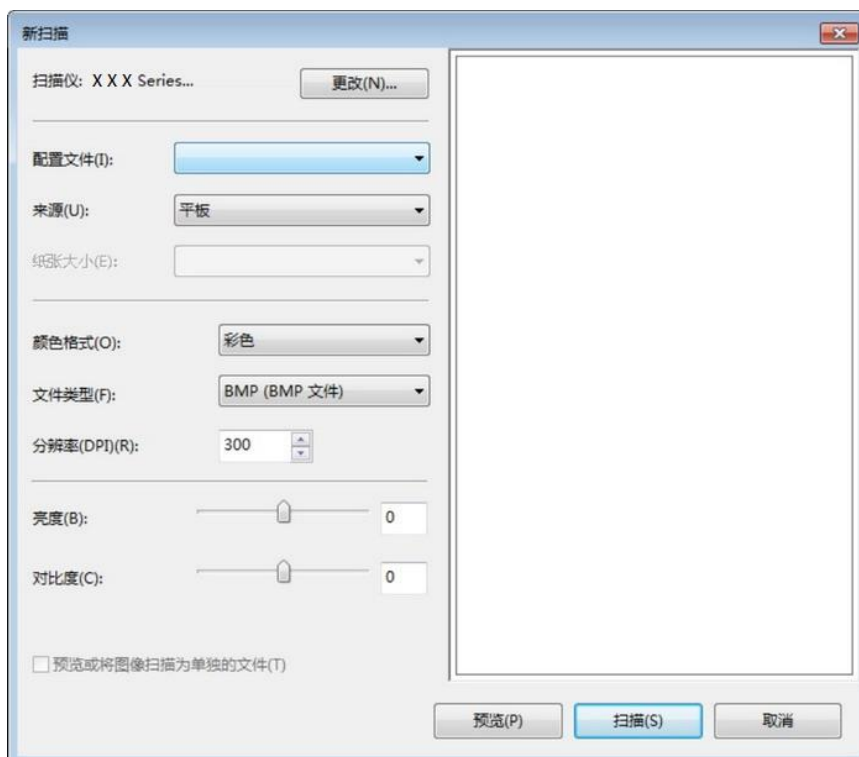 新扫描
扫描仪: X X X Series...
更改(N)...
配置文件(I):
来源(U):
平板
纸张大小(E):
颜色格式(O):
彩色
文件类型(F):
BMP (BMP 文件)
分辨率(DPI)(R):
300
亮度(B):
0
对比度(C):
0
预览或将图像扫描为单独的文件(T)
预览(P)
扫描(S)
取消